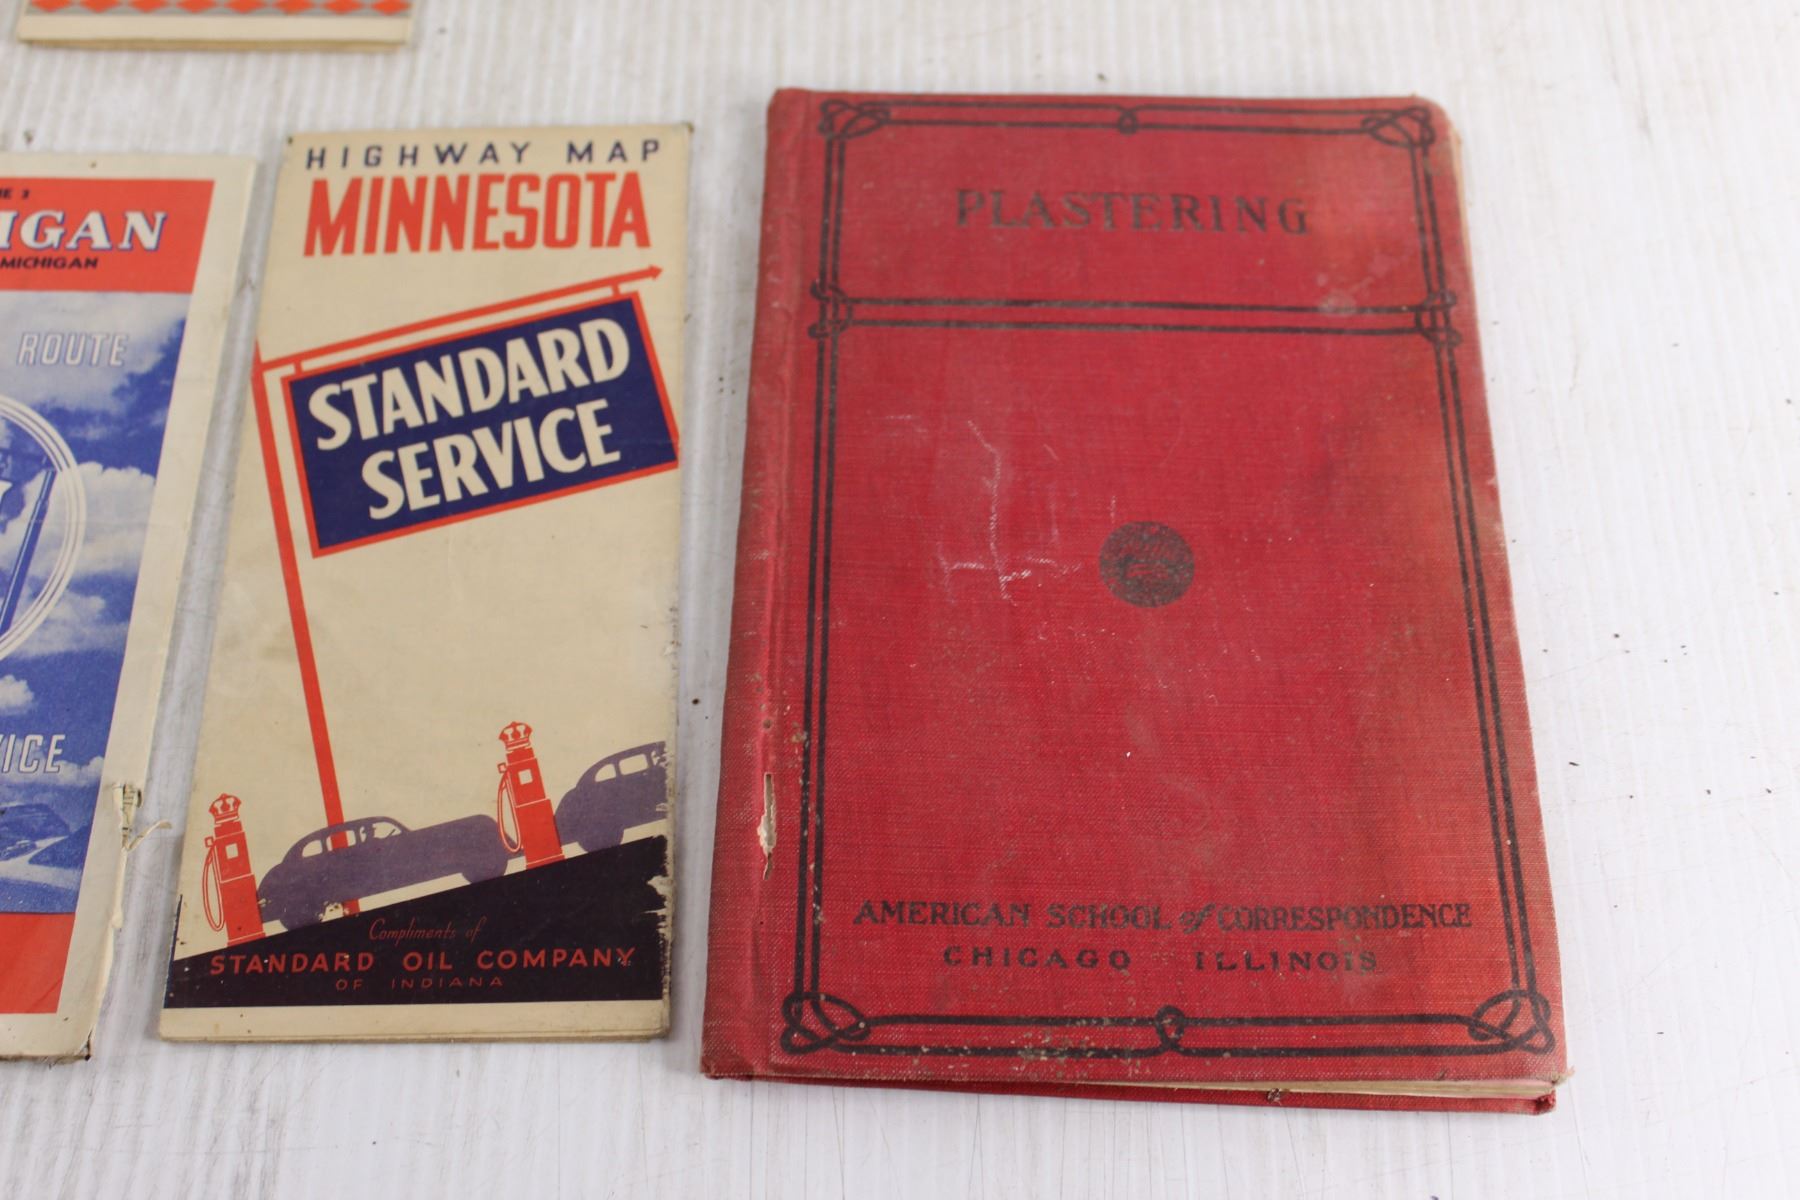 3
IGAN
MICHIGAN
ROUTE
ICE
HIGHWAY MAP
MINNESOTA
STANDARD
SERVICE
Compliments of
STANDARD OIL COMPANY
OF INDIANA
PLASTERING
AMERICAN SCHOOL of CORRESPONDENCE
CHICAGO ILLINOIS